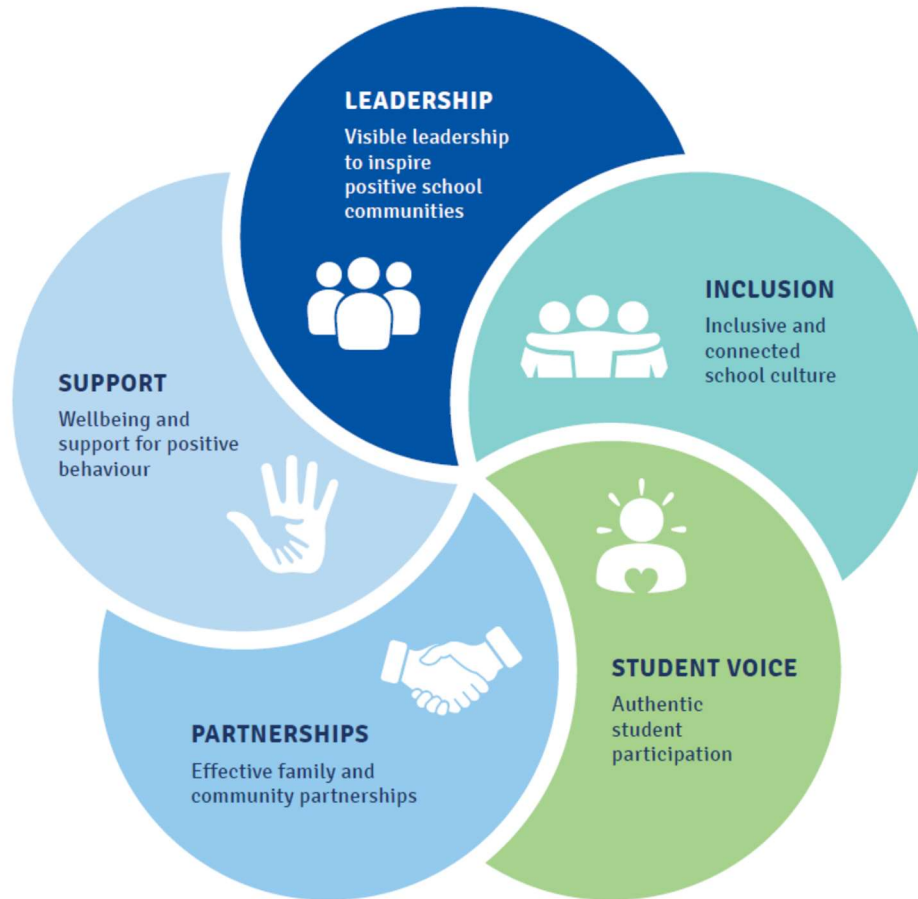 LEADERSHIP
Visible leadership
to inspire
positive school
communities
INCLUSION
Inclusive and
connected
school culture
STUDENT VOICE
Authentic
student
participation
PARTNERSHIPS
Effective family and
community partnerships
SUPPORT
Wellbeing and
support for positive
behaviour